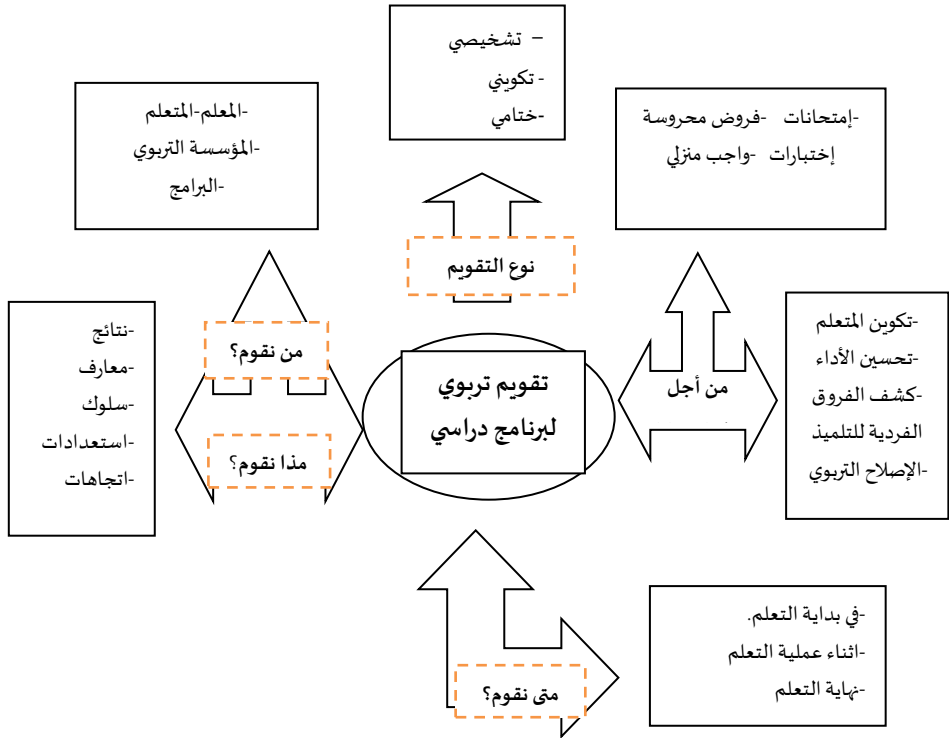 – تشخيصي
- تكويني
-ختامي
-إمتحانات -فروض محروسة
إختبارات -واجب منزلي
-المعلم-المتعلم
-المؤسسة التربوي
-البرامج
نوع التقويم
-تكوين المتعلم
-تحسين الأداء
-كشف الفروق
الفردية للتلميذ
-الإصلاح التربوي
من أجل
تقويم تربوي
لبرنامج دراسي
من نقوم؟
مذا نقوم؟
-نتائج
-معارف
-سلوك
-استعدادات
-اتجاهات
متى نقوم؟
-في بداية التعلم.
-اثناء عملية التعلم
-نهاية التعلم